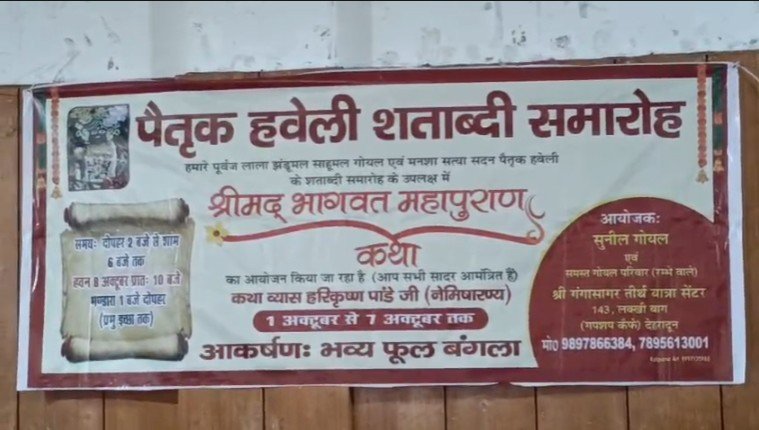 पैतृक हवेली शताब्दी समारोह
हमारे पूर्वज लाला झंडूमल साहूमल गोयल एवं मनशा सत्या सदन पैतृक हवेली
के शताब्दी समारोह के उपलक्ष में
श्रीमद् भागवत महापुराण
कथा
का आयोजन किया जा रहा है (आप सभी सादर आमंत्रित हैं)
कथा व्यास हरिकृष्ण पांडे जी (नेमिषारण्य)
1 अक्टूबर से 7 अक्टूबर तक
आकर्षणः भव्य फूल बंगला
समयः दोपहर 2 बजे से शाम
6 बजे तक
हवन 8 अक्टूबर प्रातः 10 बजे
भण्डारा 1 बजे दोपहर
(प्रभु इच्छा तक)
आयोजकः
सुनील गोयल
एवं
समस्त गोयल परिवार (रम्भे वाले)
श्री गंगासागर तीर्थ यात्रा सेंटर
143, लक्खी बाग
(गपशप कॅफे) देहरादून
मो० 9897866384, 7895613001